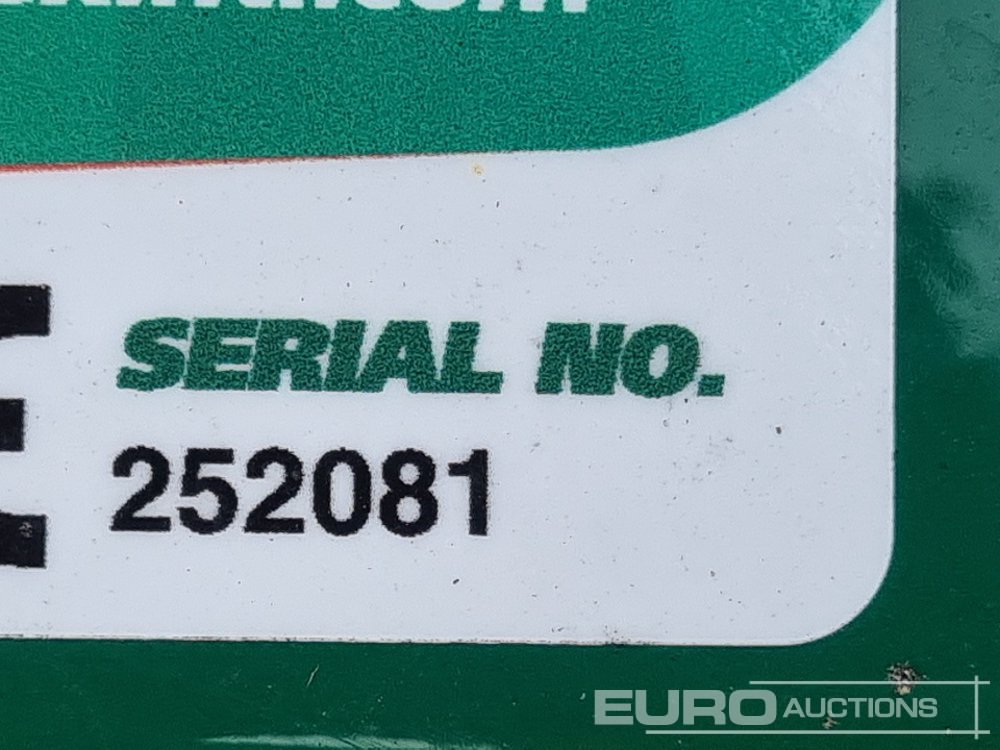 SERIAL NO.
252081
EURO AUCTIONS